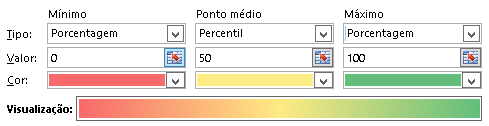 Mínimo Ponto médio Máximo
Tipo: Porcentagem Percentil Porcentagem
Valor: 0 50 100
Cor:
Visualização: